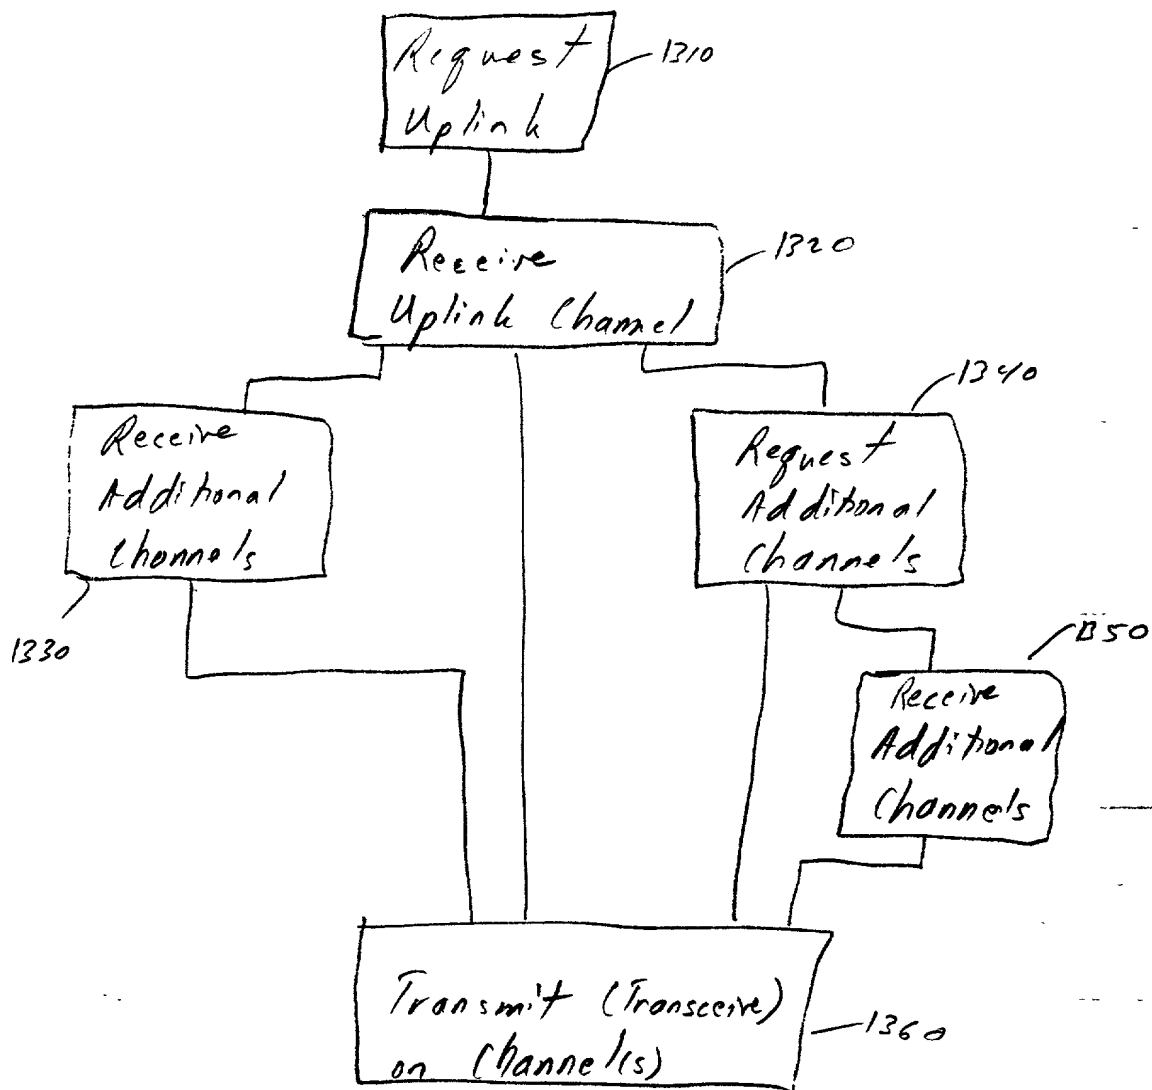 Request
Uplink
1310
Receive
Uplink Channel
1320
Receive
Additional
Channels
1330
Request
Additional
Channels
1340
Receive
Additional
Channels
1350
Transmit (Transceive)
on Channel(s)
1360